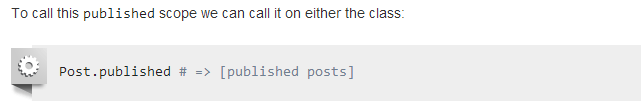 To call this published scope we can call it on either the class:
Post.published # => [published posts]